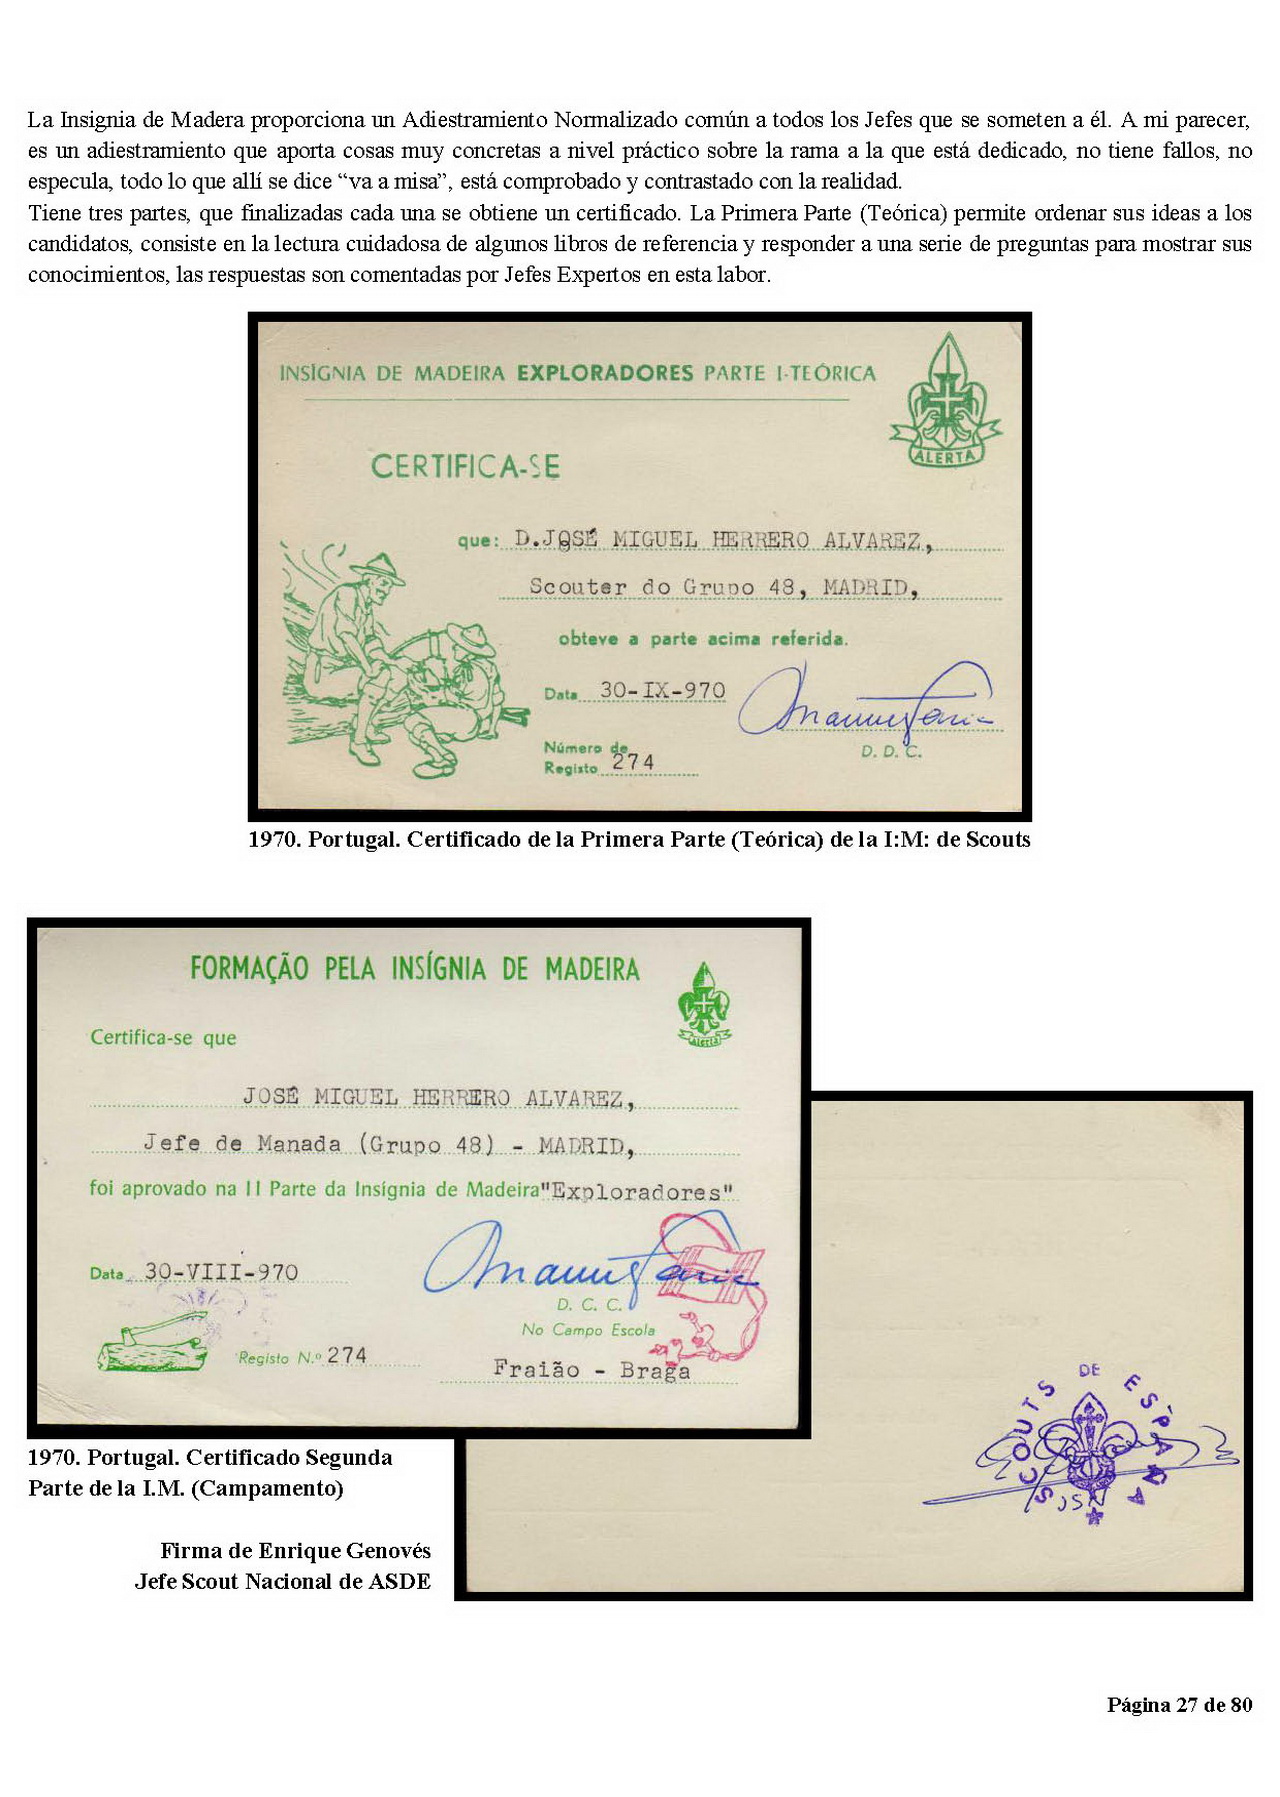 La Insignia de Madera proporciona un Adiestramiento Normalizado común a todos los Jefes que se someten a él. A mi parecer,
es un adiestramiento que aporta cosas muy concretas a nivel práctico sobre la rama a la que está dedicado, no tiene fallos, no
especula, todo lo que allí se dice “va a misa”, está comprobado y contrastado con la realidad.
Tiene tres partes, que finalizadas cada una se obtiene un certificado. La Primera Parte (Teórica) permite ordenar sus ideas a los
candidatos, consiste en la lectura cuidadosa de algunos libros de referencia y responder a una serie de preguntas para mostrar sus
conocimientos, las respuestas son comentadas por Jefes Expertos en esta labor.
INSÍGNIA DE MADEIRA EXPLORADORES PARTE I-TEÓRICA
ALERTA
CERTIFICA-SE
que: D.JOSÉ MIGUEL HERRERO ALVAREZ,
Scouter do Grupo 48, MADRID,
obteve a parte acima referida.
Data 30-IX-970
D. D. C.
Número de
Registo 274
1970. Portugal. Certificado de la Primera Parte (Teórica) de la I:M: de Scouts
FORMAÇÃO PELA INSÍGNIA DE MADEIRA
Alerta
Certifica-se que
JOSÉ MIGUEL HERRERO ALVAREZ,
Jefe de Manada (Grupo 48) - MADRID,
foi aprovado na II Parte da Insígnia de Madeira "Exploradores"
Data 30-VIII-970
D. C. C.
No Campo Escola
Registo N.º 274
Fraião - Braga
SCOUTS DE ESPAÑA
1970. Portugal. Certificado Segunda
Parte de la I.M. (Campamento)
Firma de Enrique Genovés
Jefe Scout Nacional de ASDE
Página 27 de 80